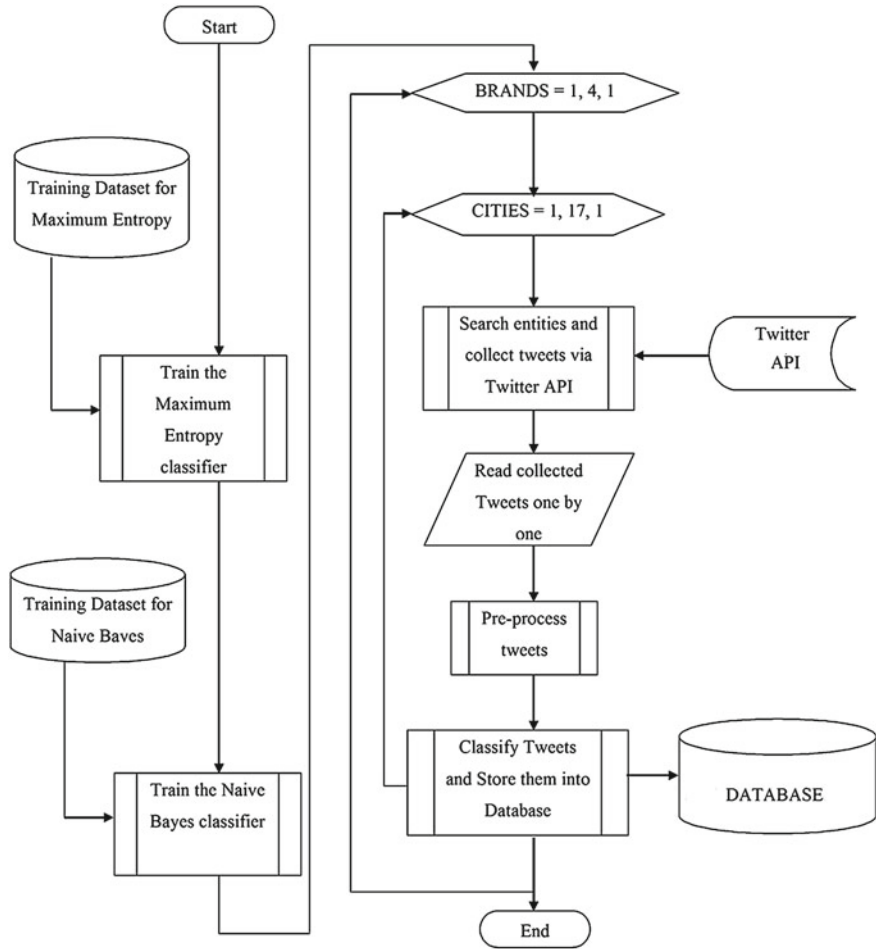 Start
BRANDS = 1, 4, 1
Training Dataset for
Maximum Entropy
CITIES = 1, 17, 1
Search entities and
collect tweets via
Twitter API
Twitter
API
Train the
Maximum
Entropy
classifier
Read collected
Tweets one by
one
Training Dataset for
Naive Baves
Pre-process
tweets
Classify Tweets
and Store them into
Database
DATABASE
Train the Naive
Bayes classifier
End